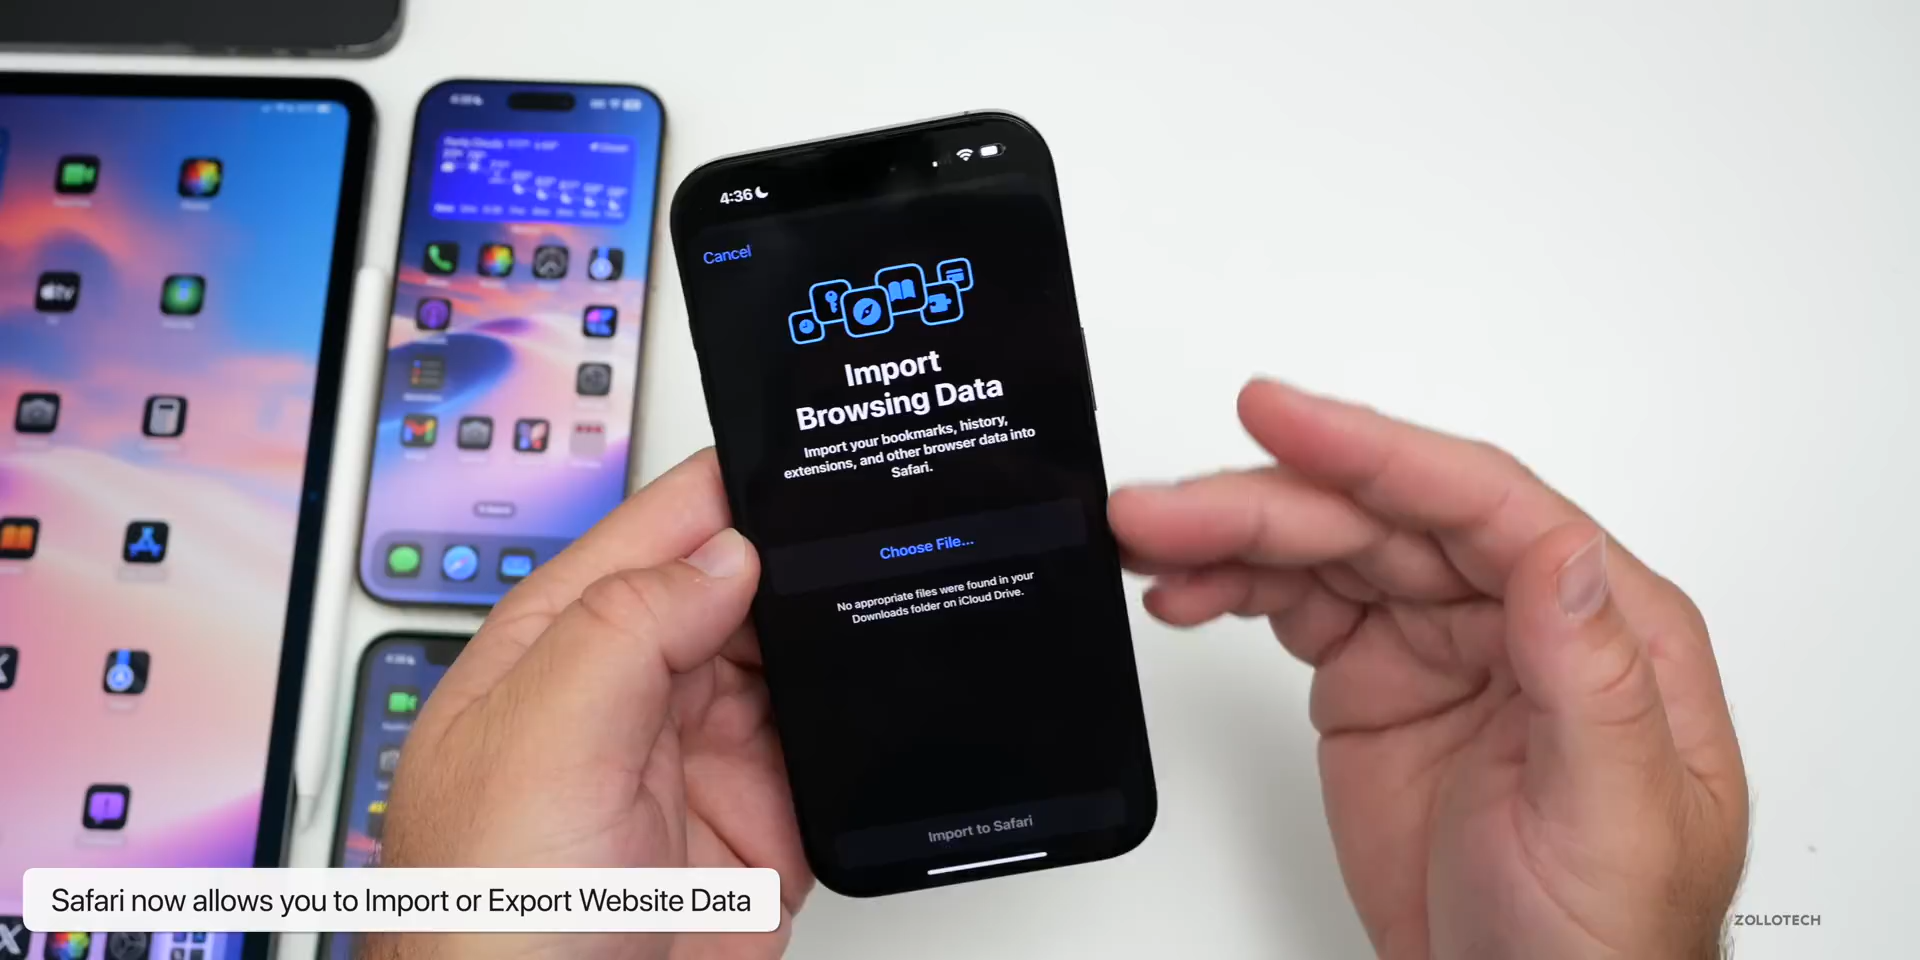 4:36
Cancel
Import
Browsing Data
Import your bookmarks, history,
extensions, and other browser data into
Safari.
Choose File...
No appropriate files were found in your
Downloads folder on iCloud Drive.
Import to Safari
Safari now allows you to Import or Export Website Data
ZOLLOTECH
tv